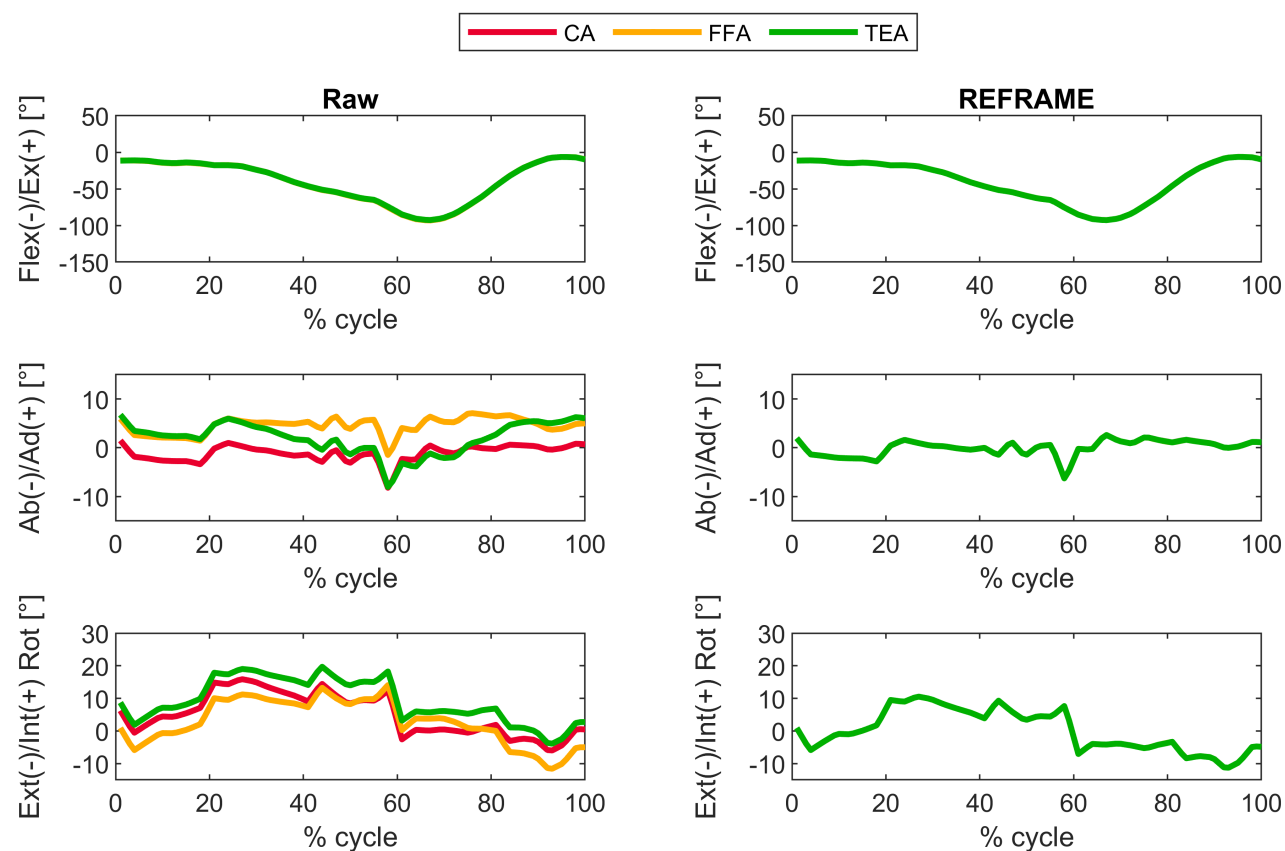 CA FFA TEA
Raw
Flex(-)/Ex(+) [°]
50
0
-50
-100
-150
0 20 40 60 80 100
% cycle
REFRAME
Flex(-)/Ex(+) [°]
50
0
-50
-100
-150
0 20 40 60 80 100
% cycle
Ab(-)/Ad(+) [°]
10
0
-10
0 20 40 60 80 100
% cycle
Ab(-)/Ad(+) [°]
10
0
-10
0 20 40 60 80 100
% cycle
Ext(-)/Int(+) Rot [°]
30
20
10
0
-10
0 20 40 60 80 100
% cycle
Ext(-)/Int(+) Rot [°]
30
20
10
0
-10
0 20 40 60 80 100
% cycle